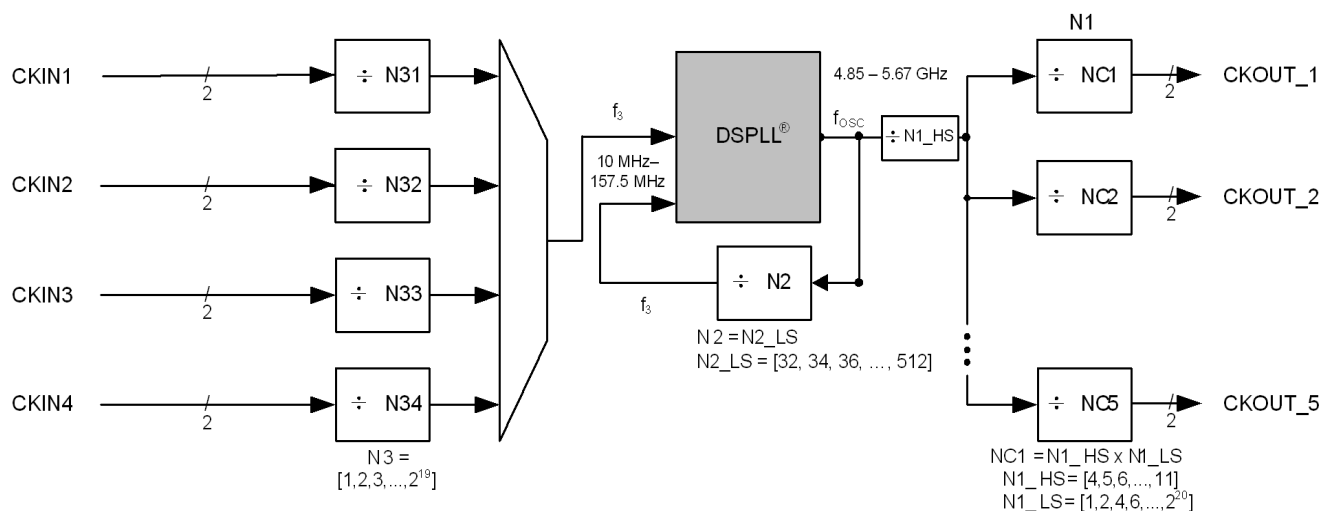 N1
CKIN1
2
÷ N31
f3
10 MHz–
157.5 MHz
DSPLL®
4.85 – 5.67 GHz
fOSC
÷ N1_HS
÷ NC1
2
CKOUT_1
CKIN2
2
÷ N32
÷ NC2
2
CKOUT_2
CKIN3
2
÷ N33
÷ N2
f3
N2 = N2_LS
N2_LS = [32, 34, 36, ..., 512]
CKIN4
2
÷ N34
N3 =
[1,2,3,...,2^19]
÷ NC5
2
CKOUT_5
NC1 = N1_HS x N1_LS
N1_HS = [4,5,6,...,11]
N1_LS = [1,2,4,6,...,2^20]